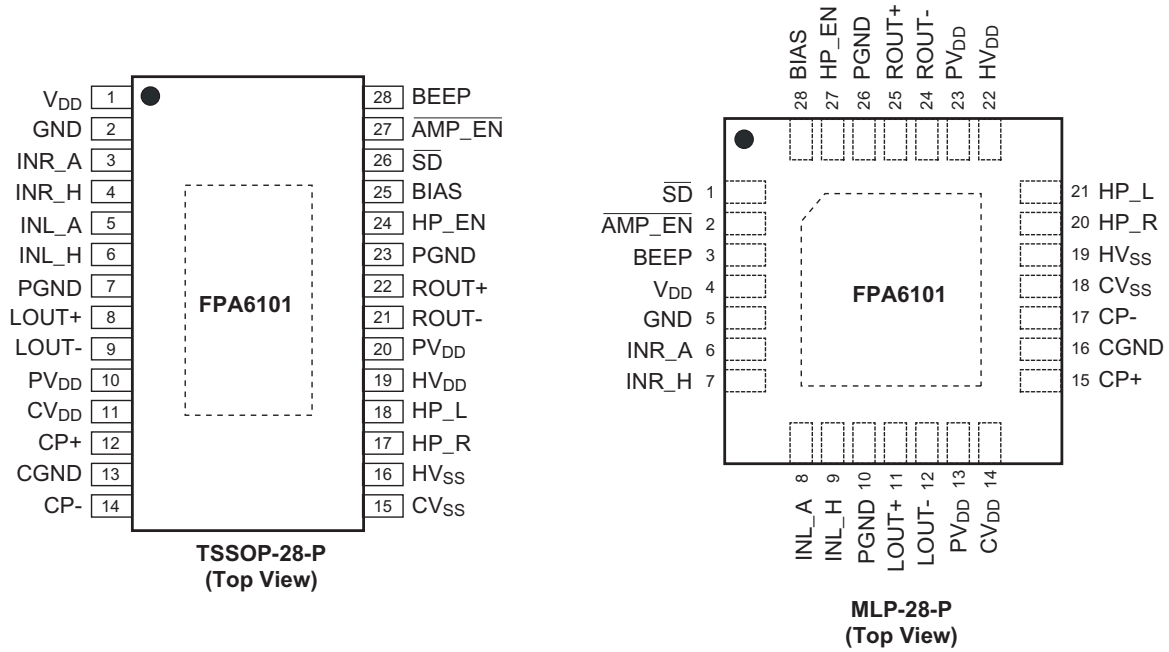 V_DD 1
GND 2
INR_A 3
INR_H 4
INL_A 5
INL_H 6
PGND 7
LOUT+ 8
LOUT- 9
PV_DD 10
CV_DD 11
CP+ 12
CGND 13
CP- 14
FPA6101
28 BEEP
27 A̅M̅P̅_̅E̅N̅
26 S̅D̅
25 BIAS
24 HP_EN
23 PGND
22 ROUT+
21 ROUT-
20 PV_DD
19 HV_DD
18 HP_L
17 HP_R
16 HV_SS
15 CV_SS
TSSOP-28-P
(Top View)
28 BIAS
27 HP_EN
26 PGND
25 ROUT+
24 ROUT-
23 PV_DD
22 HV_DD
S̅D̅ 1
A̅M̅P̅_̅E̅N̅ 2
BEEP 3
V_DD 4
GND 5
INR_A 6
INR_H 7
FPA6101
21 HP_L
20 HP_R
19 HV_SS
18 CV_SS
17 CP-
16 CGND
15 CP+
INL_A 8
INL_H 9
PGND 10
LOUT+ 11
LOUT- 12
PV_DD 13
CV_DD 14
MLP-28-P
(Top View)